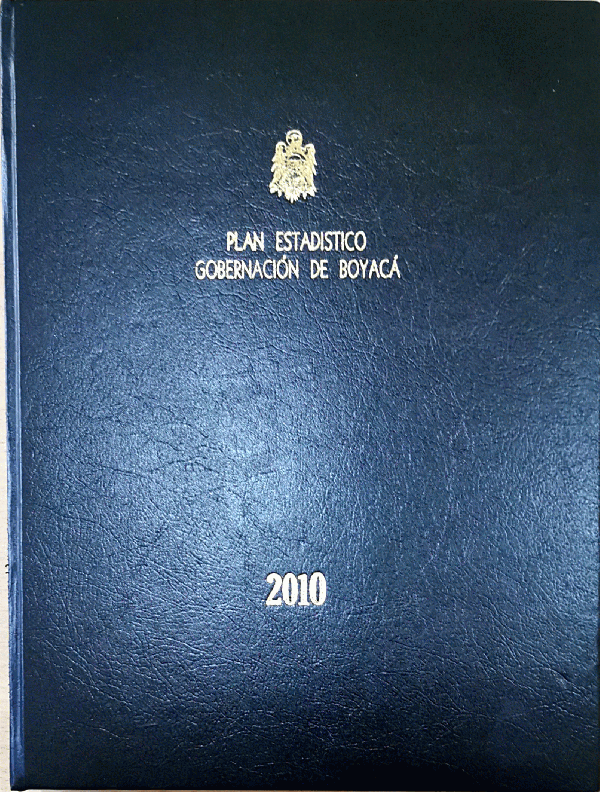 PLAN ESTADISTICO
GOBERNACIÓN DE BOYACÁ
2010